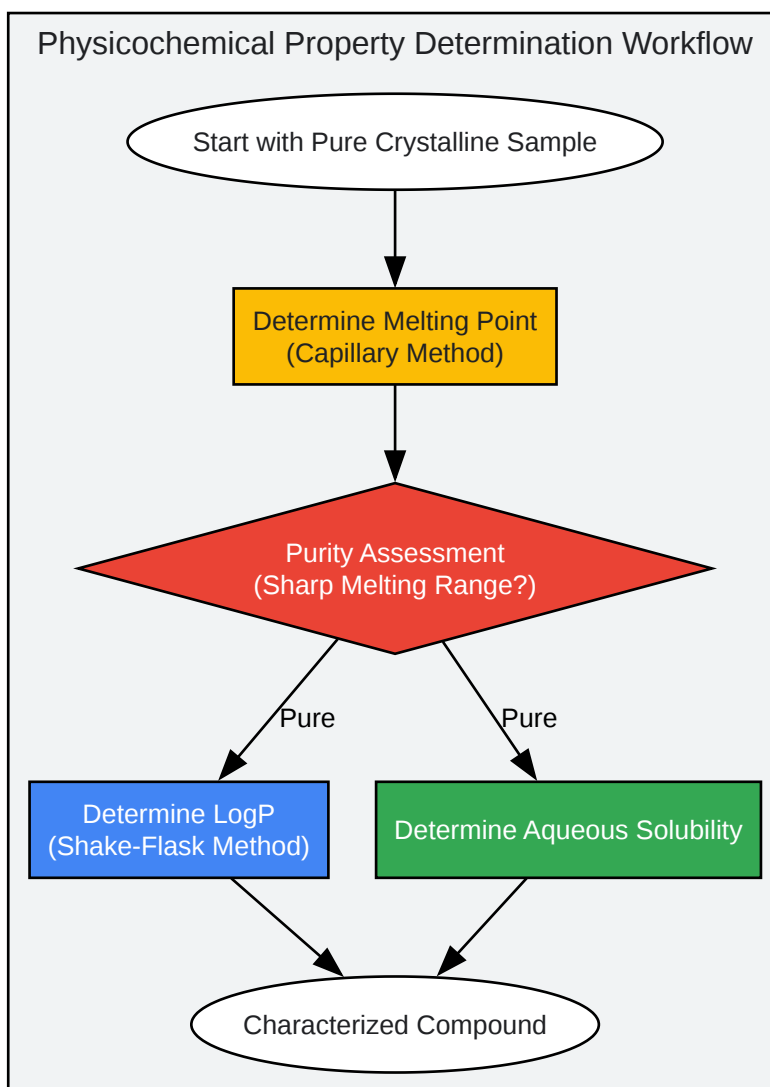 Physicochemical Property Determination Workflow
Start with Pure Crystalline Sample
Determine Melting Point
(Capillary Method)
Purity Assessment
(Sharp Melting Range?)
Pure
Pure
Determine LogP
(Shake-Flask Method)
Determine Aqueous Solubility
Characterized Compound